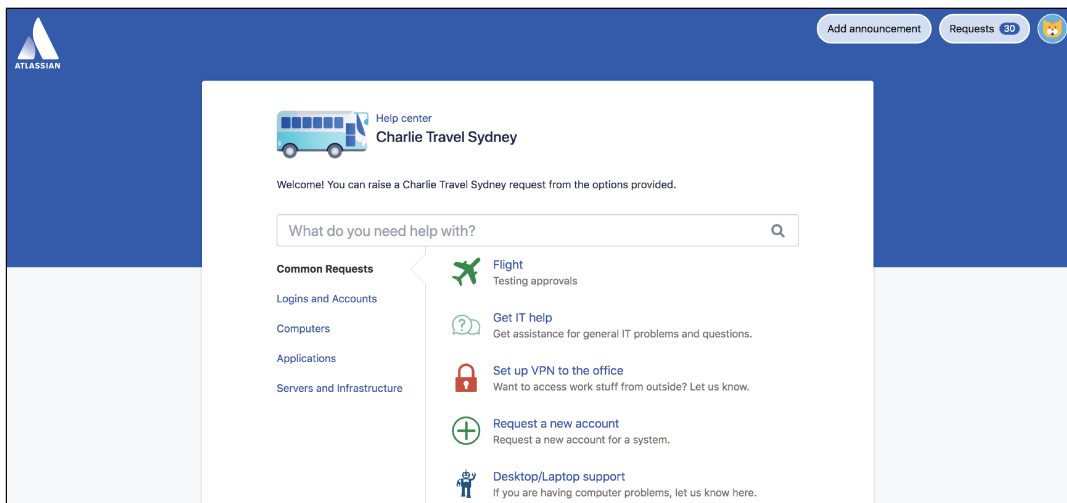 ATLASSIAN
Add announcement
Requests 30
Help center
Charlie Travel Sydney
Welcome! You can raise a Charlie Travel Sydney request from the options provided.
What do you need help with?
Common Requests
Logins and Accounts
Computers
Applications
Servers and Infrastructure
Flight
Testing approvals
Get IT help
Get assistance for general IT problems and questions.
Set up VPN to the office
Want to access work stuff from outside? Let us know.
Request a new account
Request a new account for a system.
Desktop/Laptop support
If you are having computer problems, let us know here.